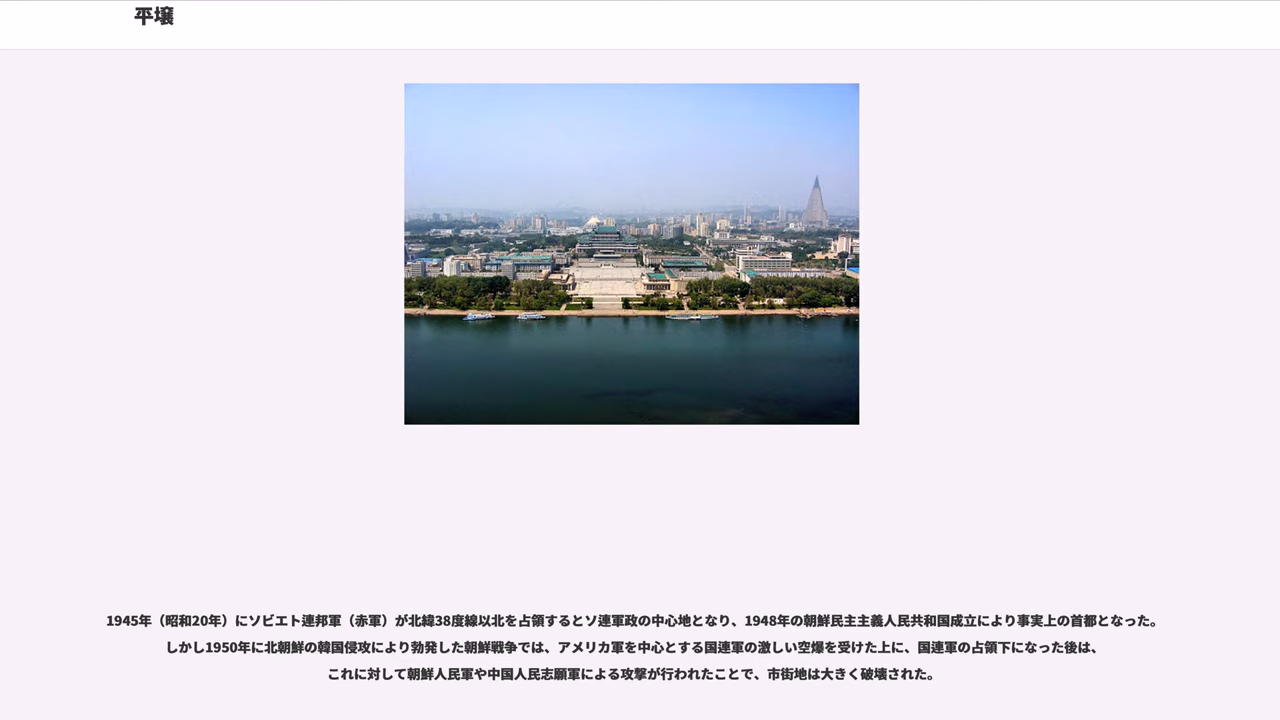 平壌
1945年（昭和20年）にソビエト連邦軍（赤軍）が北緯38度線以北を占領するとソ連軍政の中心地となり、1948年の朝鮮民主主義人民共和国成立により事実上の首都となった。
しかし1950年に北朝鮮の韓国侵攻により勃発した朝鮮戦争では、アメリカ軍を中心とする国連軍の激しい空爆を受けた上に、国連軍の占領下になった後は、
これに対して朝鮮人民軍や中国人民志願軍による攻撃が行われたことで、市街地は大きく破壊された。